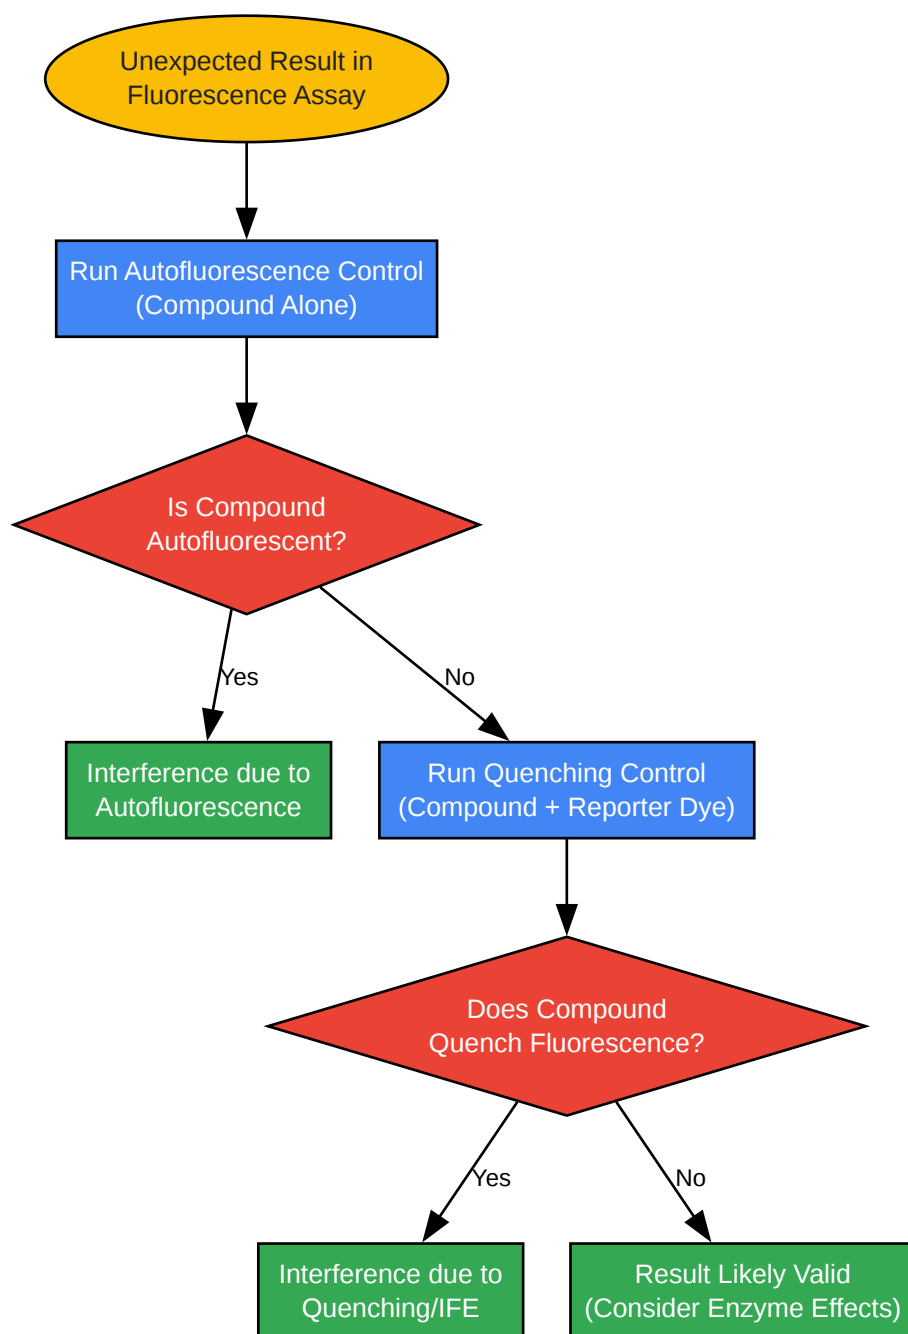 Unexpected Result in
Fluorescence Assay
Run Autofluorescence Control
(Compound Alone)
Is Compound
Autofluorescent?
Yes
No
Interference due to
Autofluorescence
Run Quenching Control
(Compound + Reporter Dye)
Does Compound
Quench Fluorescence?
Yes
No
Interference due to
Quenching/IFE
Result Likely Valid
(Consider Enzyme Effects)